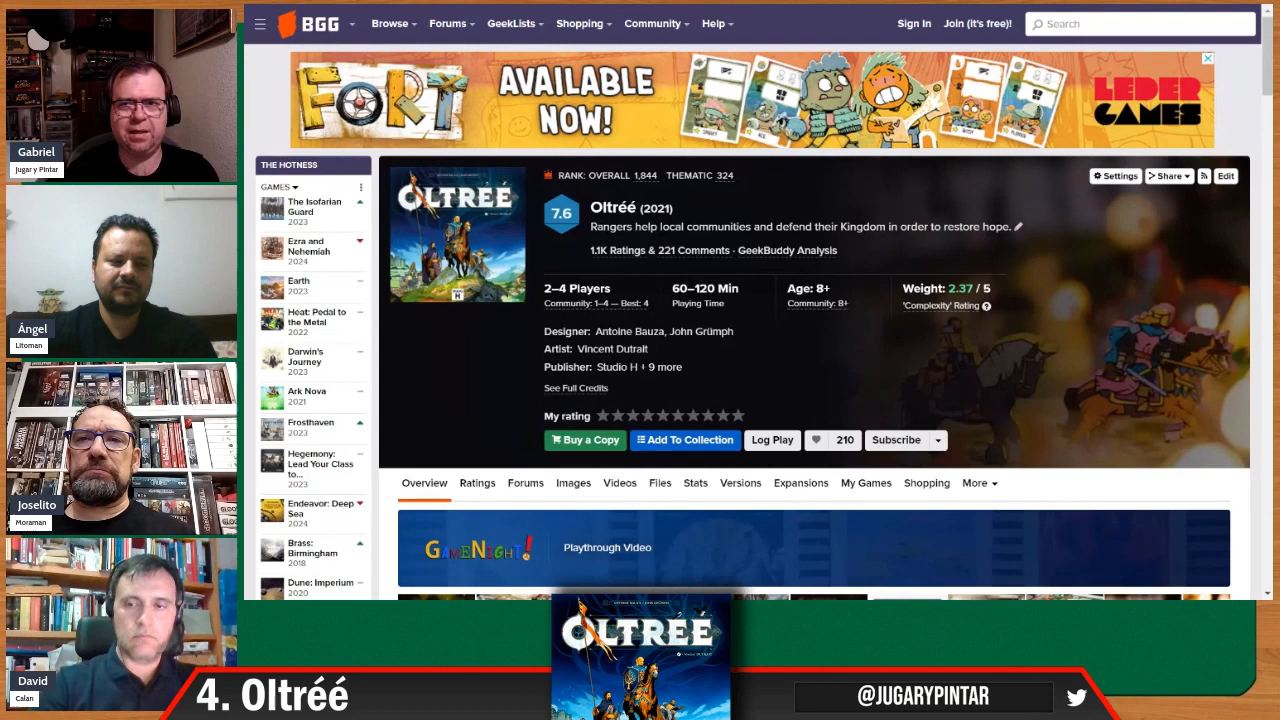 Gabriel
Jugar y Pintar
Ángel
Litoman
Joselito
Moraman
David
Calan
BGG
Browse
Forums
GeekLists
Shopping
Community
Help
Sign In
Join (it's free)!
Search
FORT
AVAILABLE
NOW!
LEDER
GAMES
THE HOTNESS
GAMES
The Isofarian
Guard
2023
Ezra and
Nehemiah
2024
Earth
2023
Heat: Pedal to
the Metal
2022
Darwin's
Journey
2023
Ark Nova
2021
Frosthaven
2023
Hegemony:
Lead Your Class
to...
2023
Endeavor: Deep
Sea
2024
Brass:
Birmingham
2018
Dune: Imperium
2020
OLTRÉÉ
RANK: OVERALL 1,844 THEMATIC 324
Settings
Share
Edit
7.6
Oltréé (2021)
Rangers help local communities and defend their Kingdom in order to restore hope.
1.1K Ratings & 221 Comments · GeekBuddy Analysis
2–4 Players
Community: 1–4 — Best: 4
60–120 Min
Playing Time
Age: 8+
Community: 8+
Weight: 2.37 / 5
'Complexity' Rating
Designer: Antoine Bauza, John Grümph
Artist: Vincent Dutrait
Publisher: Studio H + 9 more
See Full Credits
My rating
Buy a Copy
Add To Collection
Log Play
210
Subscribe
Overview
Ratings
Forums
Images
Videos
Files
Stats
Versions
Expansions
My Games
Shopping
More
GAMENIGHT!
Playthrough Video
OLTRÉÉ
4. Oltréé
@JUGARYPINTAR